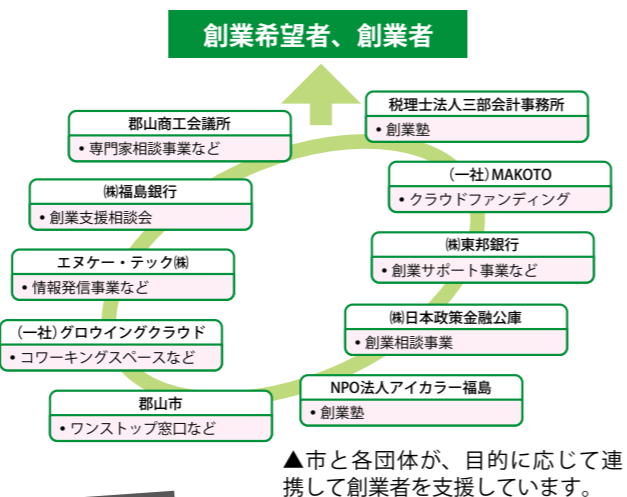 創業希望者、創業者
税理士法人三部会計事務所
• 創業塾
郡山商工会議所
• 専門家相談事業など
(一社)MAKOTO
• クラウドファンディング
㈱福島銀行
• 創業支援相談会
㈱東邦銀行
• 創業サポート事業など
エヌケー・テック㈱
• 情報発信事業など
㈱日本政策金融公庫
• 創業相談事業
(一社)グロウイングクラウド
• コワーキングスペースなど
NPO法人アイカラー福島
• 創業塾
郡山市
• ワンストップ窓口など
▲市と各団体が、目的に応じて連
携して創業者を支援しています。